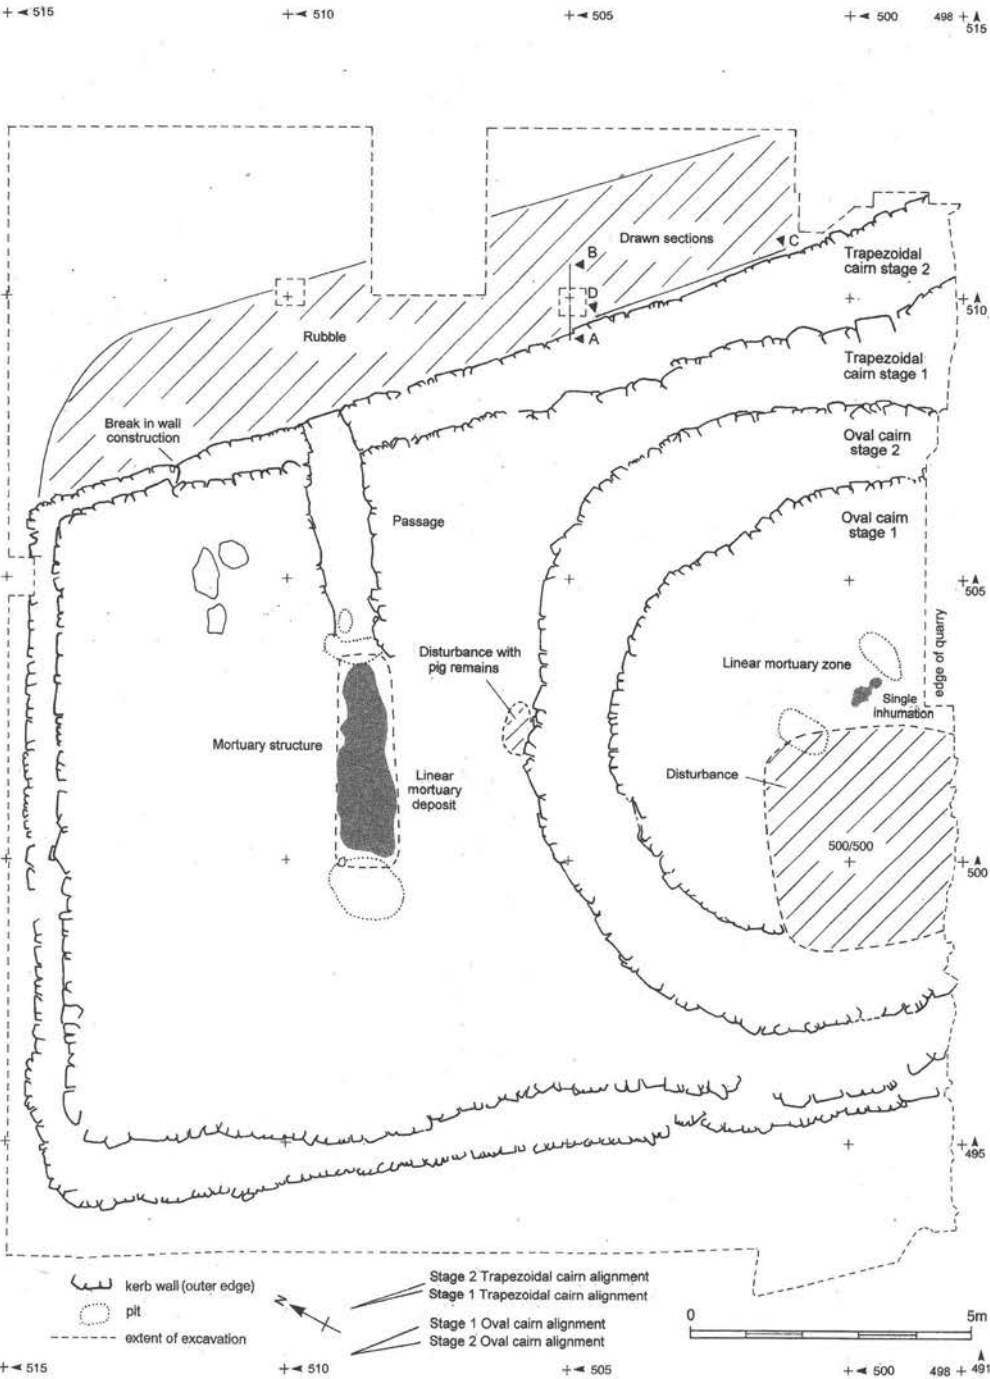 515
510
505
500
498
515
Drawn sections
B
C
Trapezoidal
cairn stage 2
D
510
A
Rubble
Trapezoidal
cairn stage 1
Break in wall
construction
Oval cairn
stage 2
Passage
Oval cairn
stage 1
505
edge of quarry
Disturbance with
pig remains
Linear mortuary zone
Single
inhumation
Mortuary structure
Linear
mortuary
deposit
Disturbance
500/500
500
495
kerb wall (outer edge)
pit
extent of excavation
N
Stage 2 Trapezoidal cairn alignment
Stage 1 Trapezoidal cairn alignment
Stage 1 Oval cairn alignment
Stage 2 Oval cairn alignment
0
5m
515
510
505
500
498
491